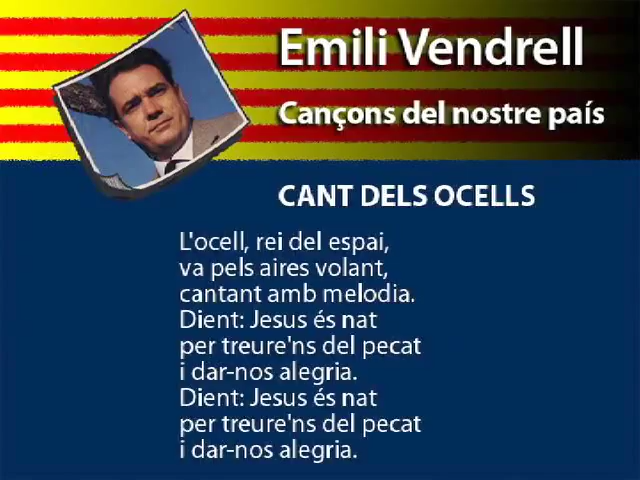 Emili Vendrell
Cançons del nostre país
CANT DELS OCELLS
L'ocell, rei del espai,
va pels aires volant,
cantant amb melodia.
Dient: Jesus és nat
per treure'ns del pecat
i dar-nos alegria.
Dient: Jesus és nat
per treure'ns del pecat
i dar-nos alegria.